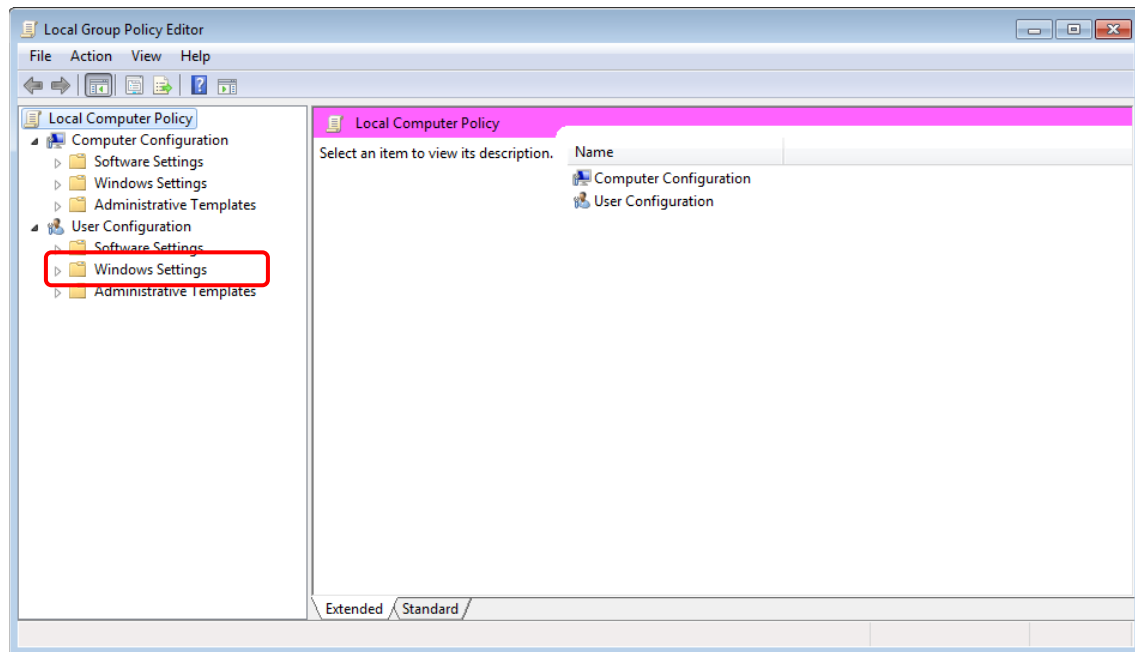 Local Group Policy Editor
File Action View Help
Local Computer Policy
Computer Configuration
Software Settings
Windows Settings
Administrative Templates
User Configuration
Software Settings
Windows Settings
Administrative Templates
Local Computer Policy
Select an item to view its description.
Name
Computer Configuration
User Configuration
Extended Standard